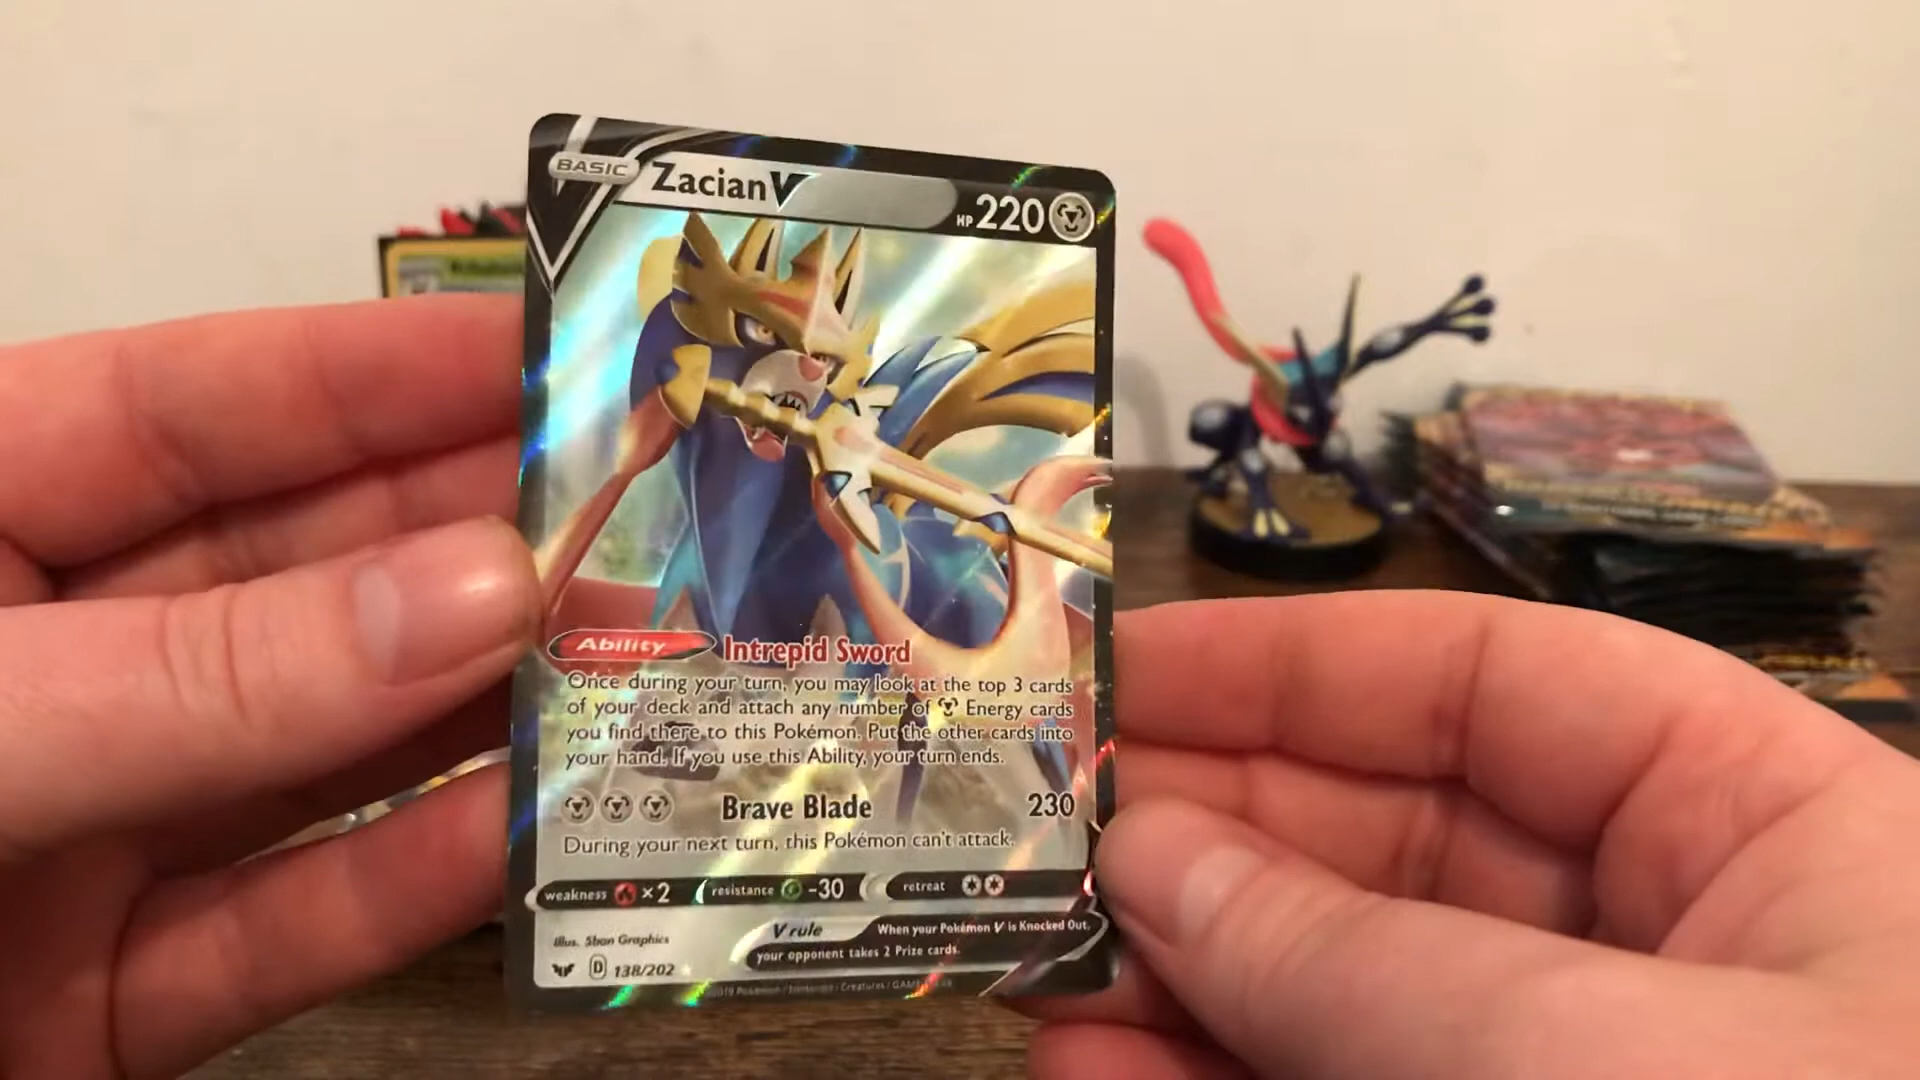 BASIC
Zacian V
HP 220
Ability Intrepid Sword
Once during your turn, you may look at the top 3 cards
of your deck and attach any number of Energy cards
you find there to this Pokémon. Put the other cards into
your hand. If you use this Ability, your turn ends.
Brave Blade 230
During your next turn, this Pokémon can't attack.
weakness ×2 resistance -30 retreat
V rule When your Pokémon V is Knocked Out,
your opponent takes 2 Prize cards.
Illus. 5ban Graphics
D 138/202